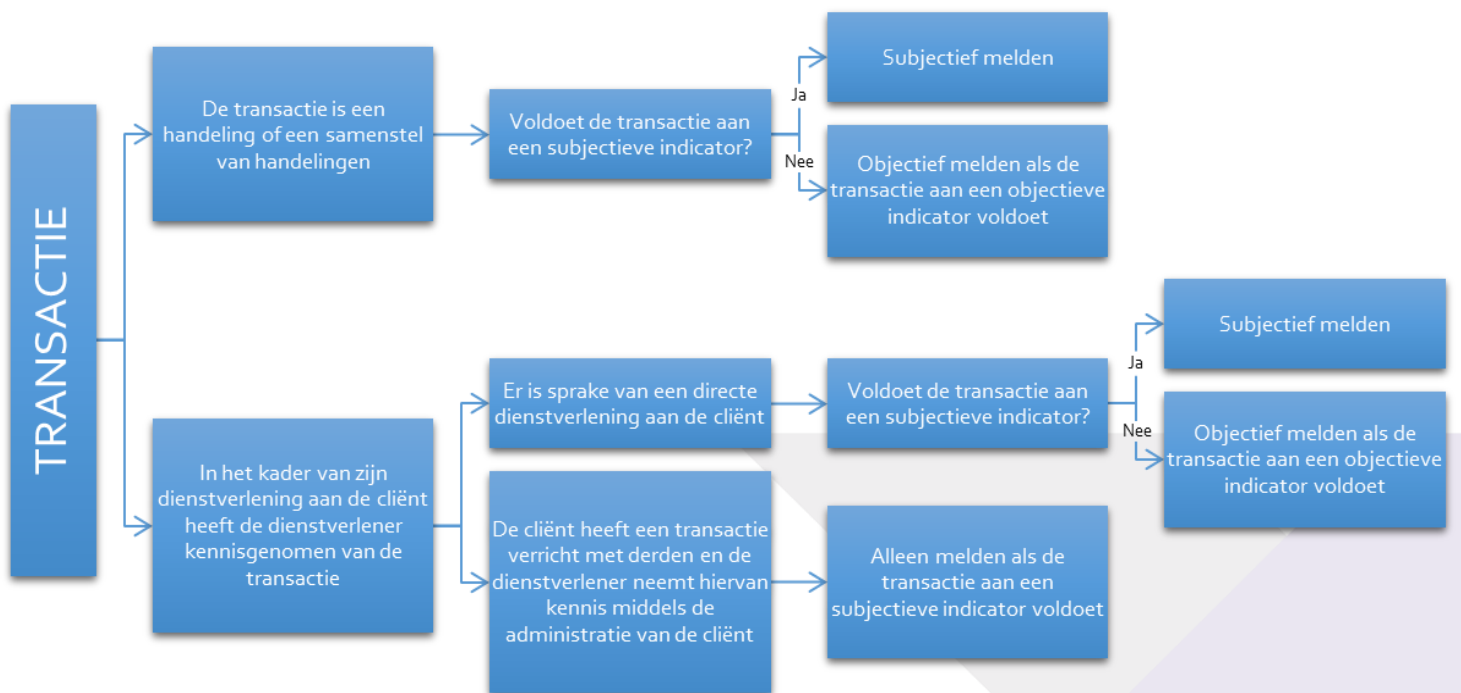 TRANSACTIE
De transactie is een
handeling of een samenstel
van handelingen
Voldoet de transactie aan
een subjectieve indicator?
Ja
Subjectief melden
Nee
Objectief melden als de
transactie aan een objectieve
indicator voldoet
In het kader van zijn
dienstverlening aan de cliënt
heeft de dienstverlener
kennisgenomen van de
transactie
Er is sprake van een directe
dienstverlening aan de cliënt
Voldoet de transactie aan
een subjectieve indicator?
Ja
Subjectief melden
Nee
Objectief melden als de
transactie aan een objectieve
indicator voldoet
De cliënt heeft een transactie
verricht met derden en de
dienstverlener neemt hiervan
kennis middels de
administratie van de cliënt
Alleen melden als de
transactie aan een
subjectieve indicator voldoet